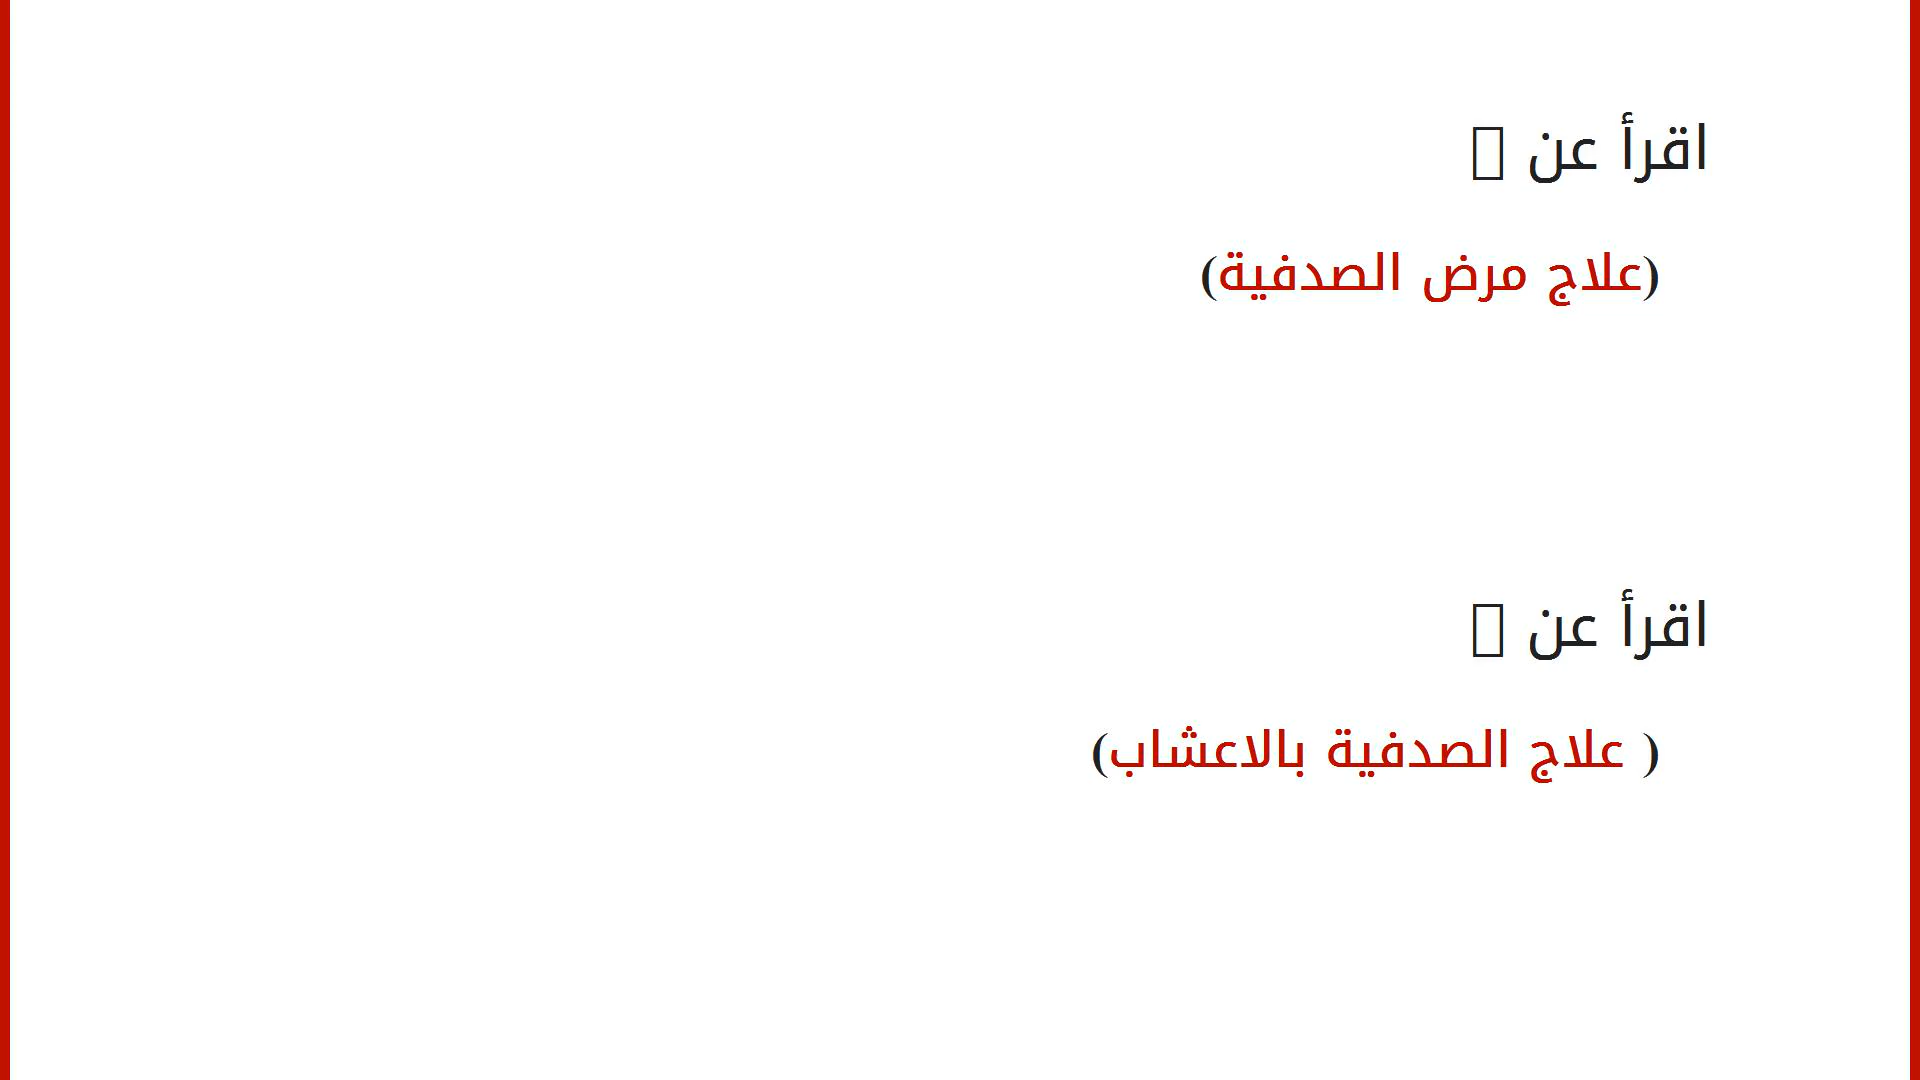 اقرأ عن
(علاج مرض الصدفية)
اقرأ عن
( علاج الصدفية بالاعشاب)